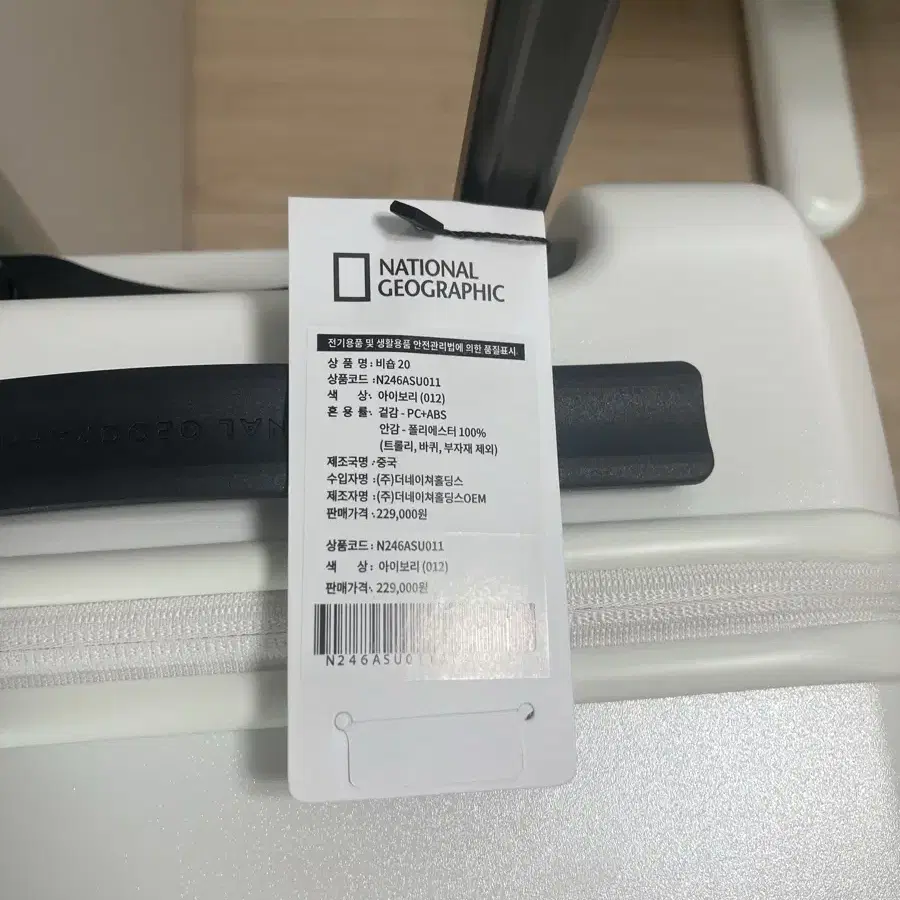 NATIONAL
GEOGRAPHIC
전기용품 및 생활용품 안전관리법에 의한 품질표시
상 품 명 : 비숍 20
상품코드 : N246ASU011
색 상 : 아이보리 (012)
혼 용 률 : 겉감 - PC+ABS
안감 - 폴리에스터 100%
(트롤리, 바퀴, 부자재 제외)
제조국명 : 중국
수입자명 : (주)더네이쳐홀딩스
제조자명 : (주)더네이쳐홀딩스OEM
판매가격 : 229,000원
상품코드 : N246ASU011
색 상 : 아이보리 (012)
판매가격 : 229,000원